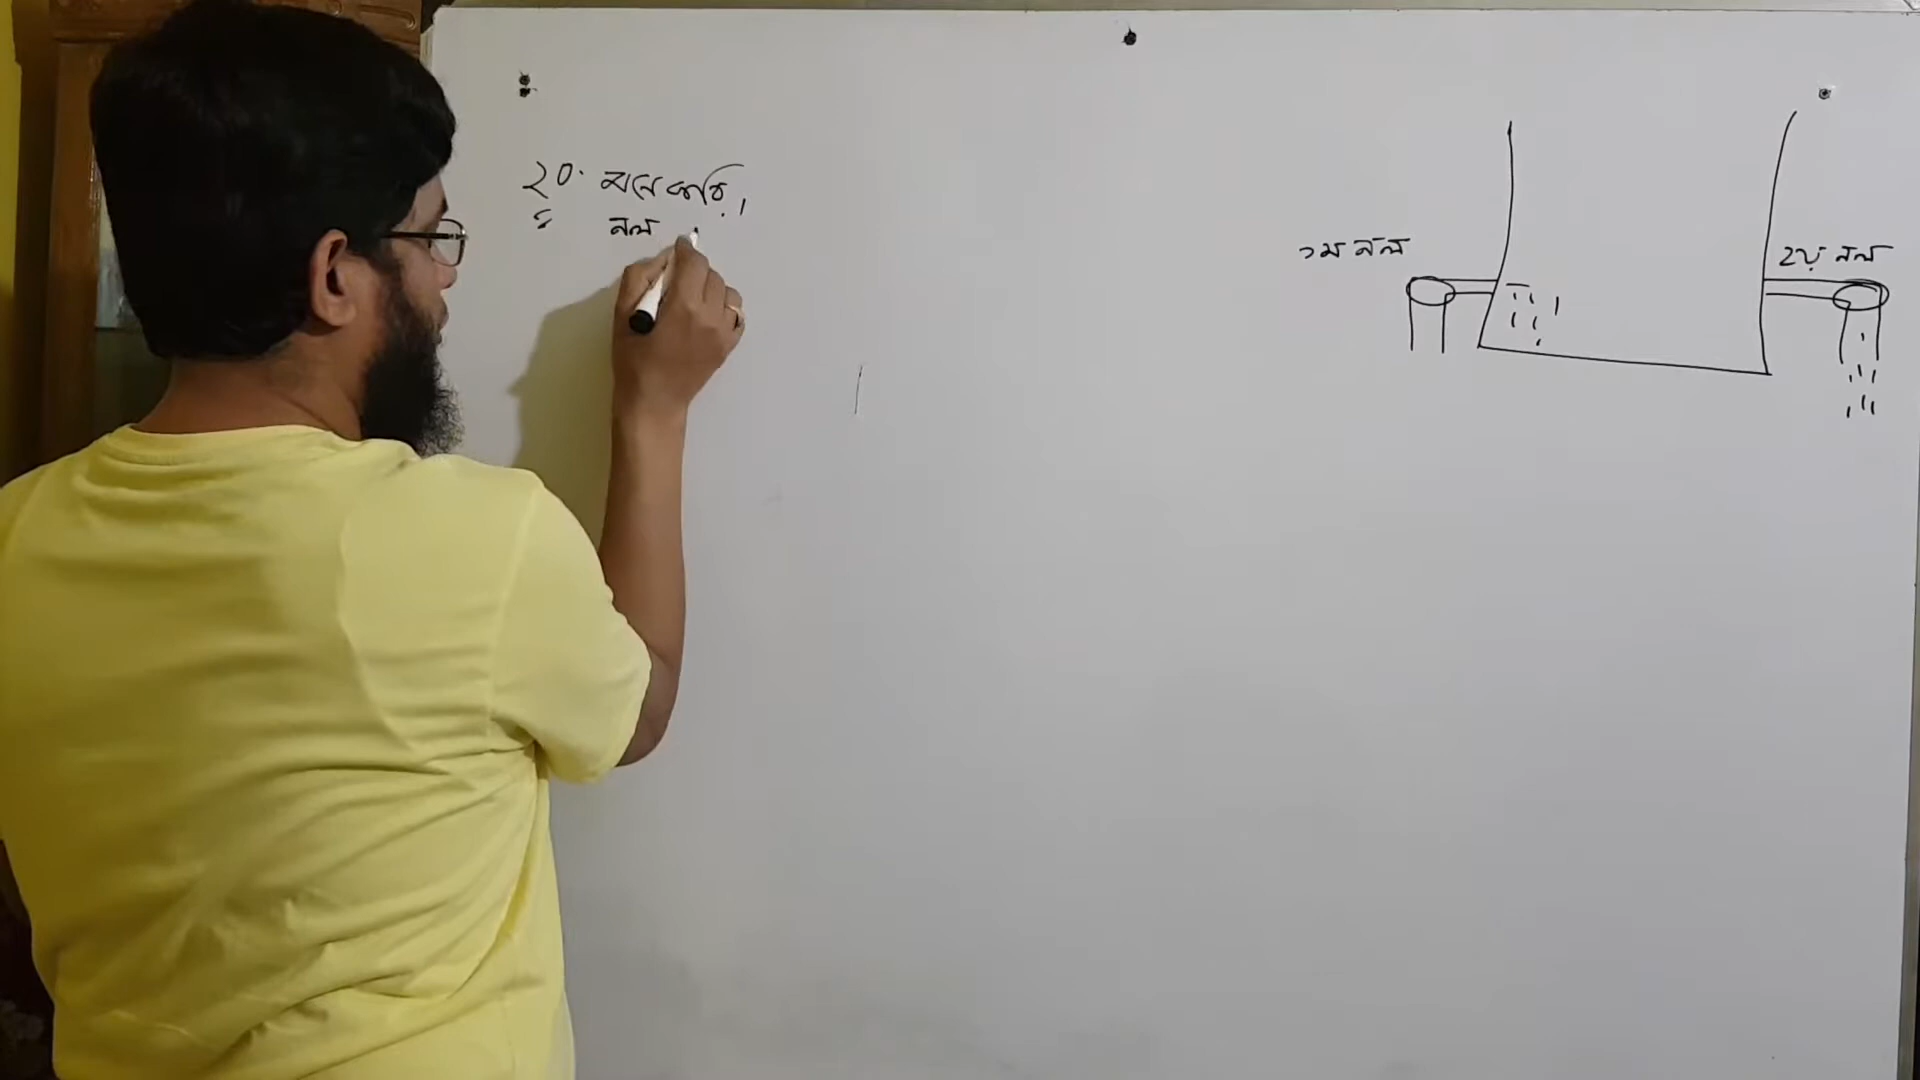 ২০. মনে করি,
নল
১ম নল
২য় নল